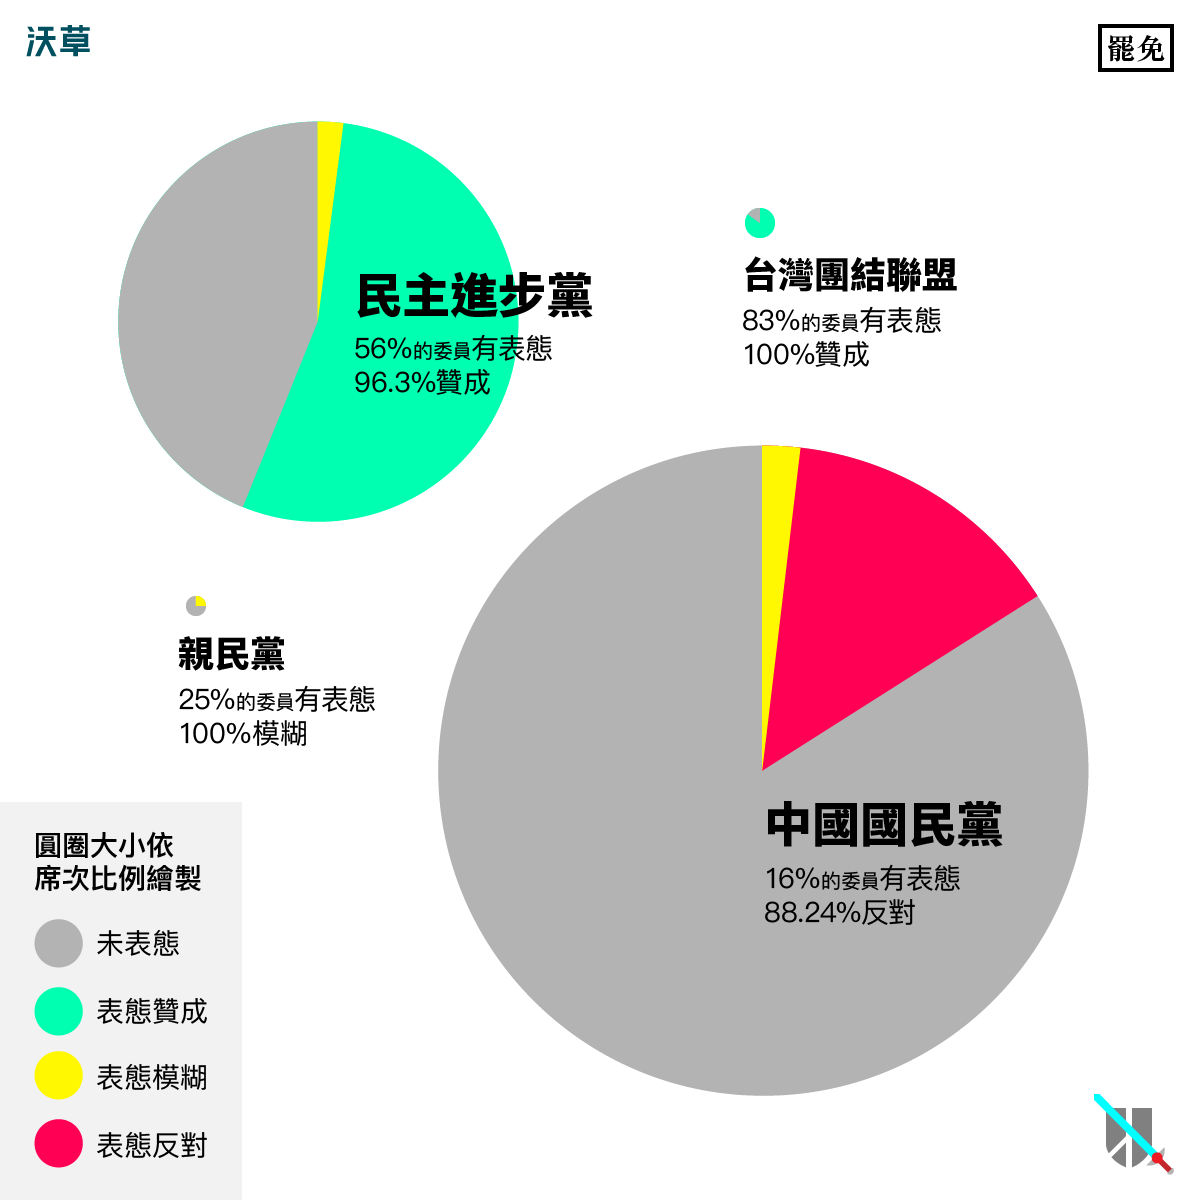 沃草
罷免
民主進步黨
56%的委員有表態
96.3%贊成
台灣團結聯盟
83%的委員有表態
100%贊成
親民黨
25%的委員有表態
100%模糊
中國國民黨
16%的委員有表態
88.24%反對
圓圈大小依
席次比例繪製
未表態
表態贊成
表態模糊
表態反對